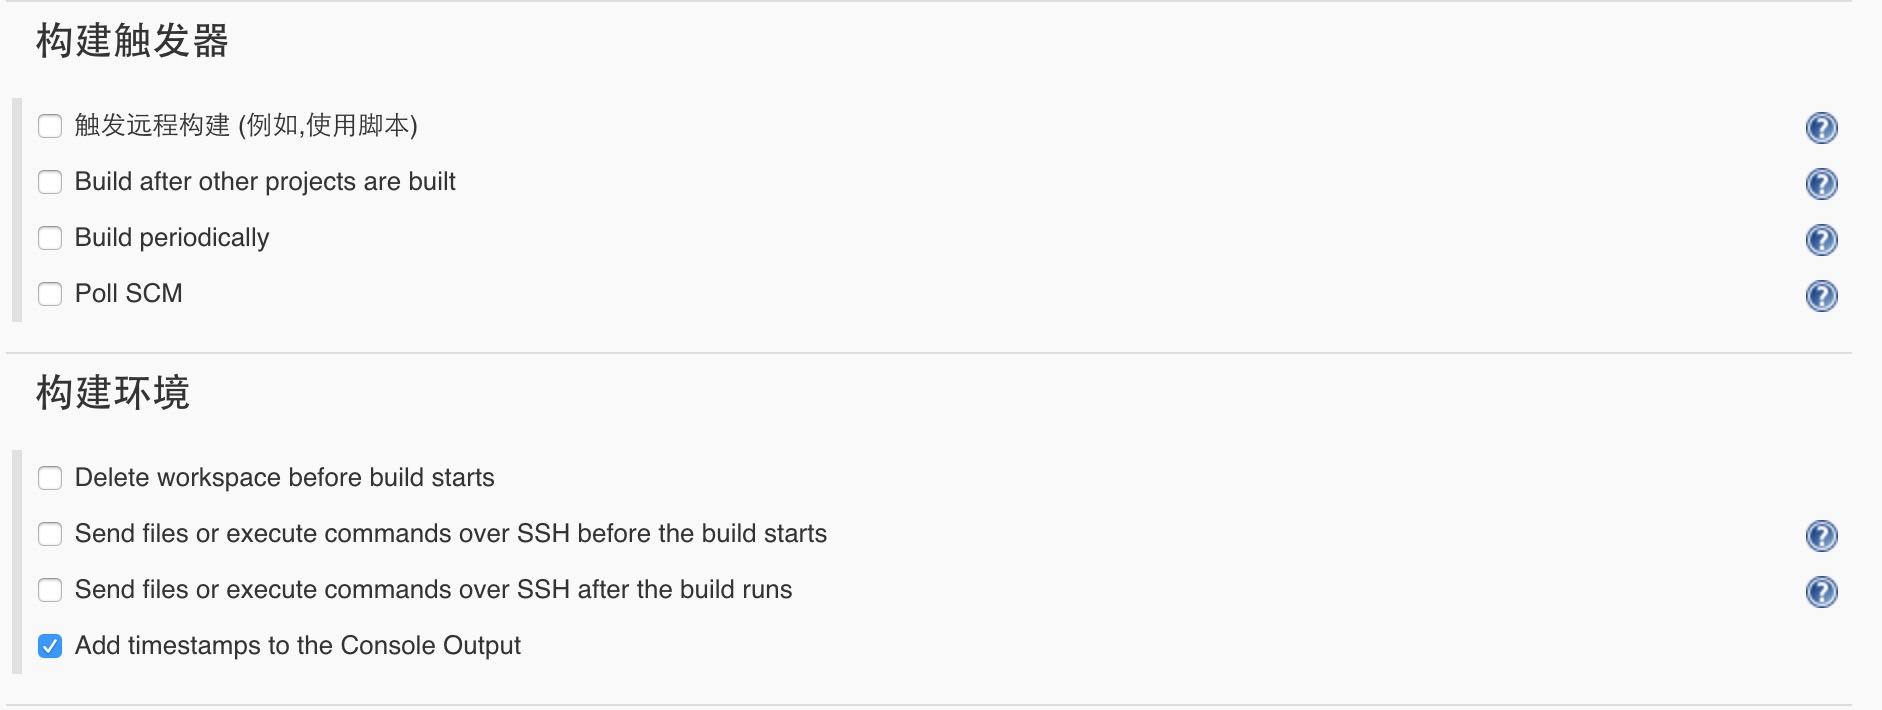 构建触发器
触发远程构建 (例如,使用脚本)
Build after other projects are built
Build periodically
Poll SCM
构建环境
Delete workspace before build starts
Send files or execute commands over SSH before the build starts
Send files or execute commands over SSH after the build runs
Add timestamps to the Console Output